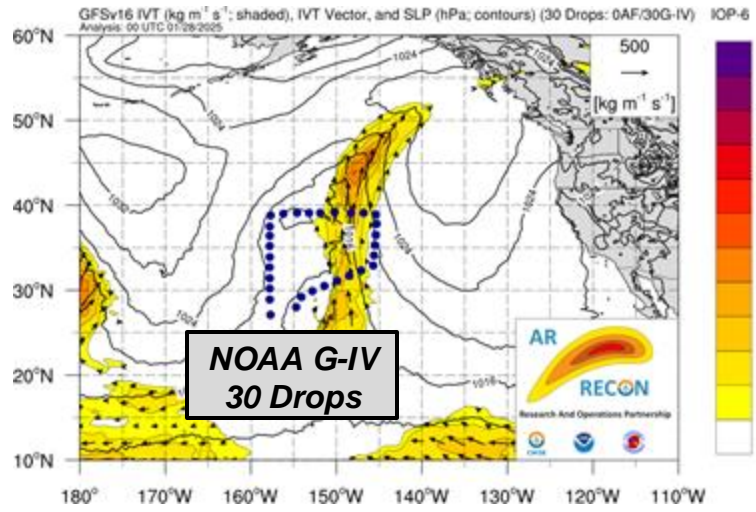 GFSv16 IVT (kg m⁻¹ s⁻¹; shaded), IVT Vector, and SLP (hPa; contours) (30 Drops: 0AF/30G-IV) IOP-6
Analysis: 00 UTC 01/28/2025
500
[kg m⁻¹ s⁻¹]
60°N
50°N
40°N
30°N
20°N
10°N
1024
1024
1032
1024
1024
1016
1016
NOAA G-IV
30 Drops
AR
RECON
Research And Operations Partnership
180°
170°W
160°W
150°W
140°W
130°W
120°W
110°W